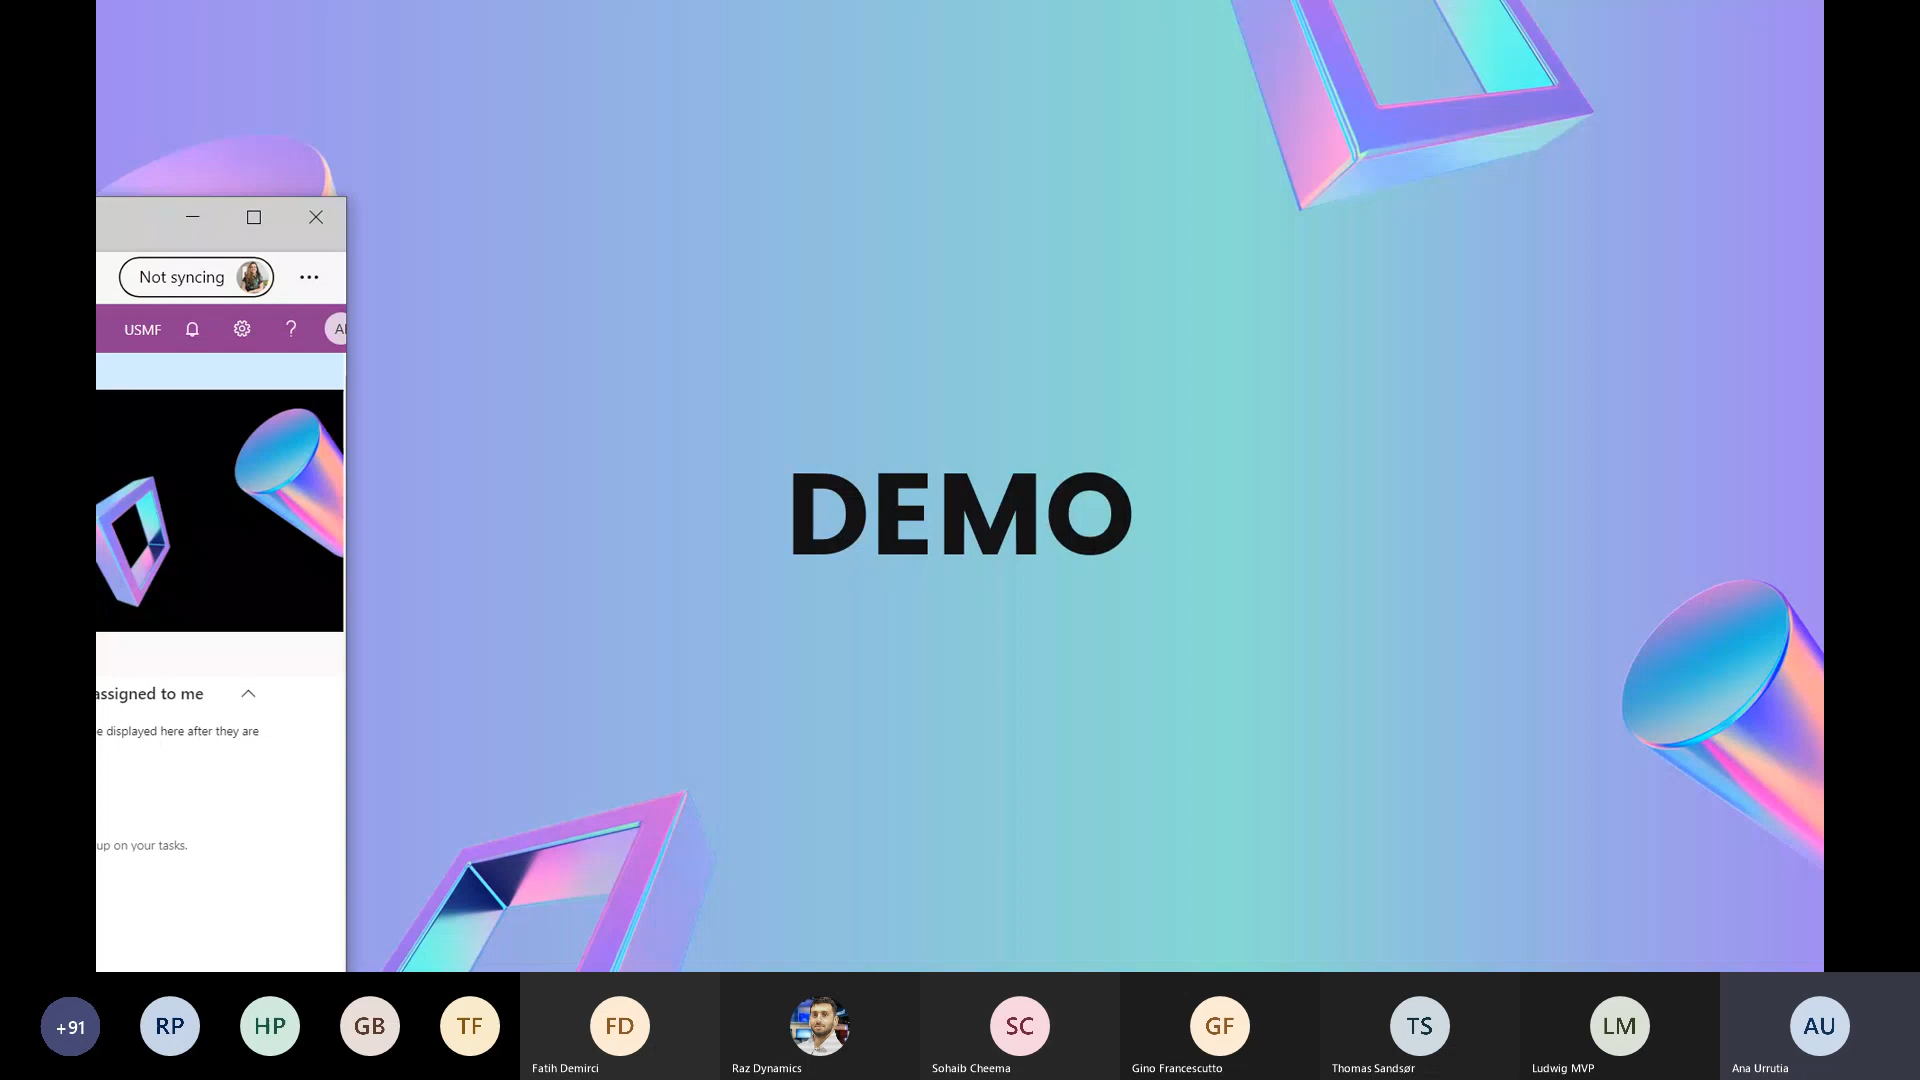 Not syncing
USMF
?
DEMO
assigned to me
e displayed here after they are
up on your tasks.
+91
RP
HP
GB
TF
FD
SC
GF
TS
LM
AU
Fatih Demirci
Raz Dynamics
Sohaib Cheema
Gino Francescutto
Thomas Sandsør
Ludwig MVP
Ana Urrutia